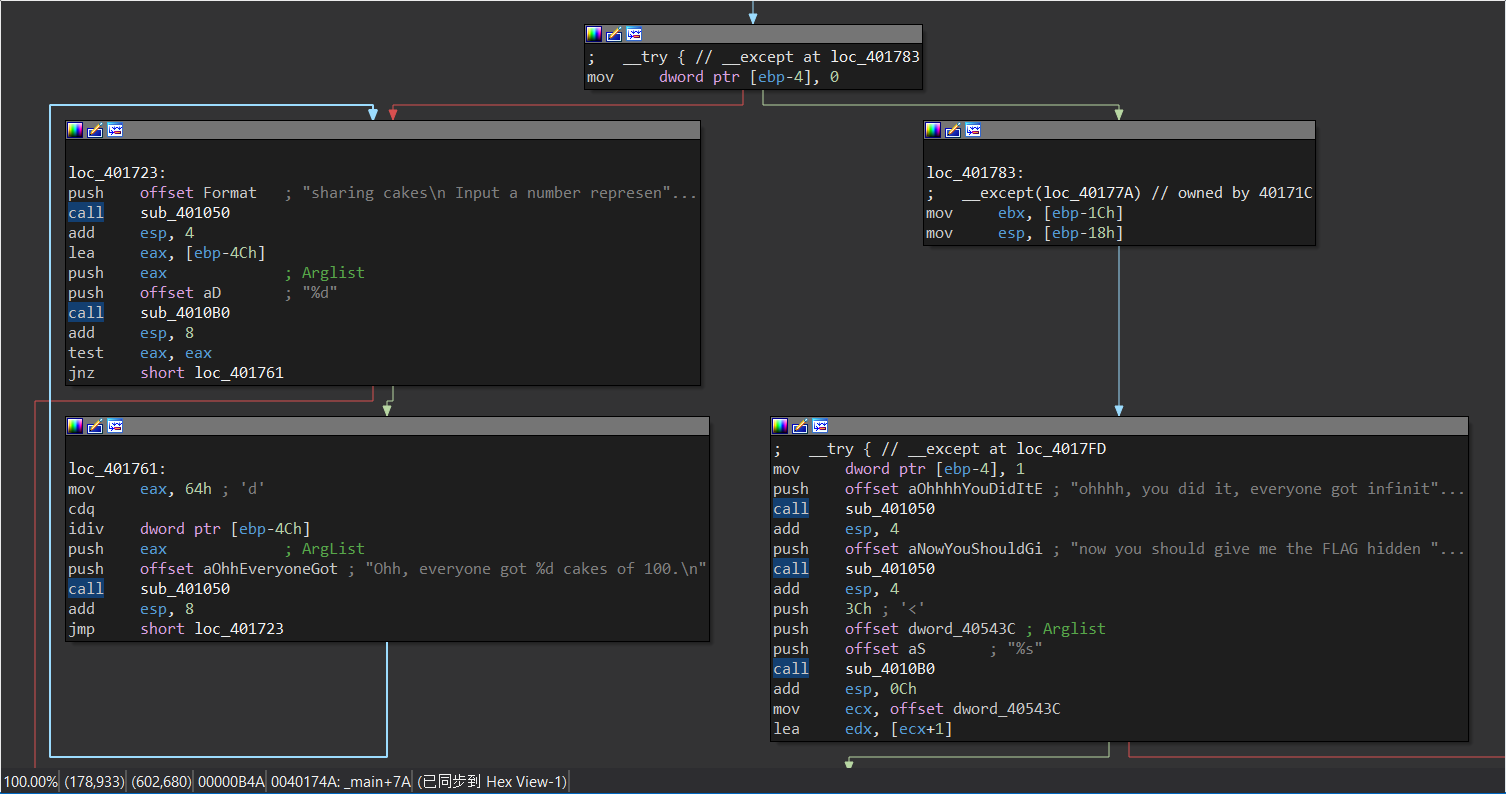 ;   __try { // __except at loc_401783
mov     dword ptr [ebp-4], 0
loc_401723:
push    offset Format   ; "sharing cakes\n Input a number represen"...
call    sub_401050
add     esp, 4
lea     eax, [ebp-4Ch]
push    eax             ; Arglist
push    offset aD       ; "%d"
call    sub_4010B0
add     esp, 8
test    eax, eax
jnz     short loc_401761
loc_401783:
;   __except(loc_40177A) // owned by 40171C
mov     ebx, [ebp-1Ch]
mov     esp, [ebp-18h]
loc_401761:
mov     eax, 64h ; 'd'
cdq
idiv    dword ptr [ebp-4Ch]
push    eax             ; ArgList
push    offset aOhhEveryoneGot ; "Ohh, everyone got %d cakes of 100.\n"
call    sub_401050
add     esp, 8
jmp     short loc_401723
;   __try { // __except at loc_4017FD
mov     dword ptr [ebp-4], 1
push    offset aOhhhhYouDidItE ; "ohhhh, you did it, everyone got infinit"...
call    sub_401050
add     esp, 4
push    offset aNowYouShouldGi ; "now you should give me the FLAG hidden "...
call    sub_401050
add     esp, 4
push    3Ch ; '<'
push    offset dword_40543C ; Arglist
push    offset aS       ; "%s"
call    sub_4010B0
add     esp, 0Ch
mov     ecx, offset dword_40543C
lea     edx, [ecx+1]
100.00% (178,933) (602,680) 00000B4A 0040174A: _main+7A (已同步到 Hex View-1)